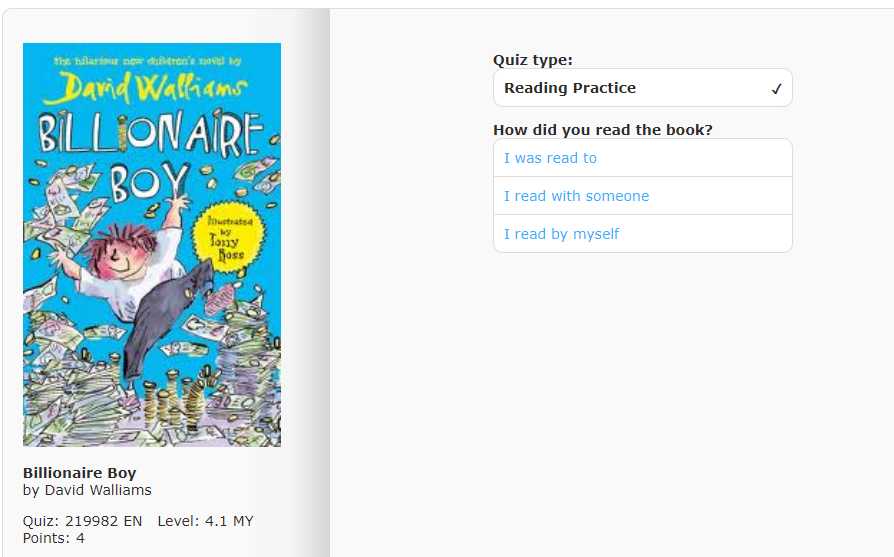 the hilarious new children's novel by
David Walliams
BILLIONAIRE
BOY
Illustrated
by
Tony
Ross
Billionaire Boy
by David Walliams
Quiz: 219982 EN   Level: 4.1 MY
Points: 4
Quiz type:
Reading Practice ✓
How did you read the book?
I was read to
I read with someone
I read by myself